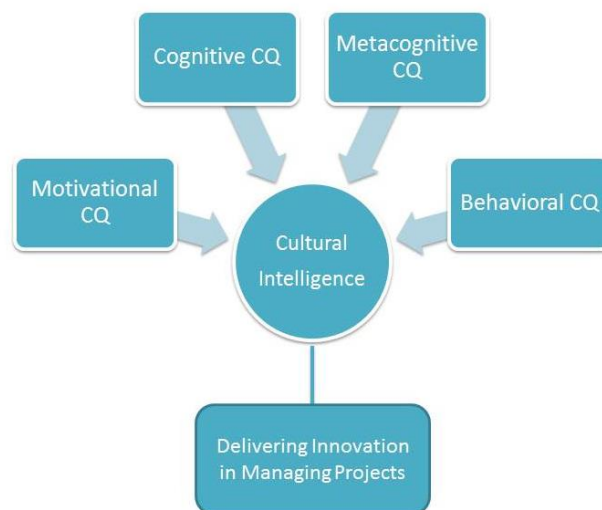 Cognitive CQ
Metacognitive
CQ
Motivational
CQ
Behavioral CQ
Cultural
Intelligence
Delivering Innovation
in Managing Projects